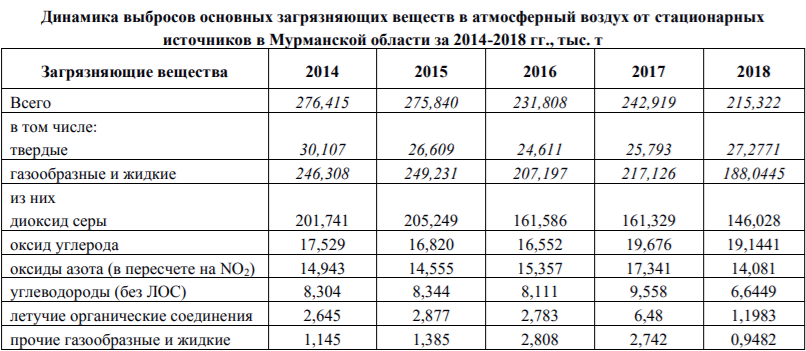 Динамика выбросов основных загрязняющих веществ в атмосферный воздух от стационарных
источников в Мурманской области за 2014-2018 гг., тыс. т
Загрязняющие вещества 2014 2015 2016 2017 2018
Всего 276,415 275,840 231,808 242,919 215,322
в том числе:
твердые 30,107 26,609 24,611 25,793 27,2771
газообразные и жидкие 246,308 249,231 207,197 217,126 188,0445
из них
диоксид серы 201,741 205,249 161,586 161,329 146,028
оксид углерода 17,529 16,820 16,552 19,676 19,1441
оксиды азота (в пересчете на NO₂) 14,943 14,555 15,357 17,341 14,081
углеводороды (без ЛОС) 8,304 8,344 8,111 9,558 6,6449
летучие органические соединения 2,645 2,877 2,783 6,48 1,1983
прочие газообразные и жидкие 1,145 1,385 2,808 2,742 0,9482